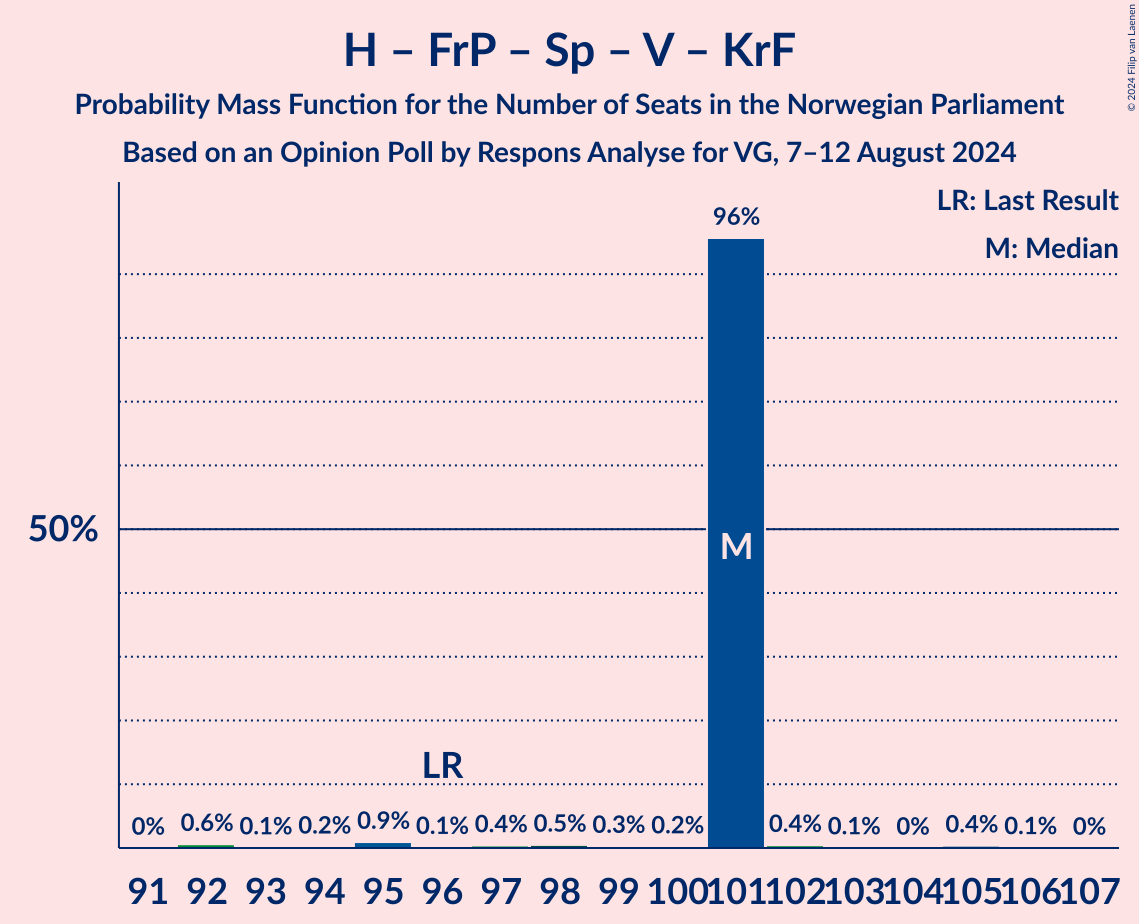 H – FrP – Sp – V – KrF
Probability Mass Function for the Number of Seats in the Norwegian Parliament
Based on an Opinion Poll by Respons Analyse for VG, 7–12 August 2024
© 2024 Filip van Laenen
LR: Last Result
M: Median
96%
50%
M
LR
0% 0.6% 0.1% 0.2% 0.9% 0.1% 0.4% 0.5% 0.3% 0.2% 0.4% 0.1% 0% 0.4% 0.1% 0%
91 92 93 94 95 96 97 98 99 100 101 102 103 104 105 106 107